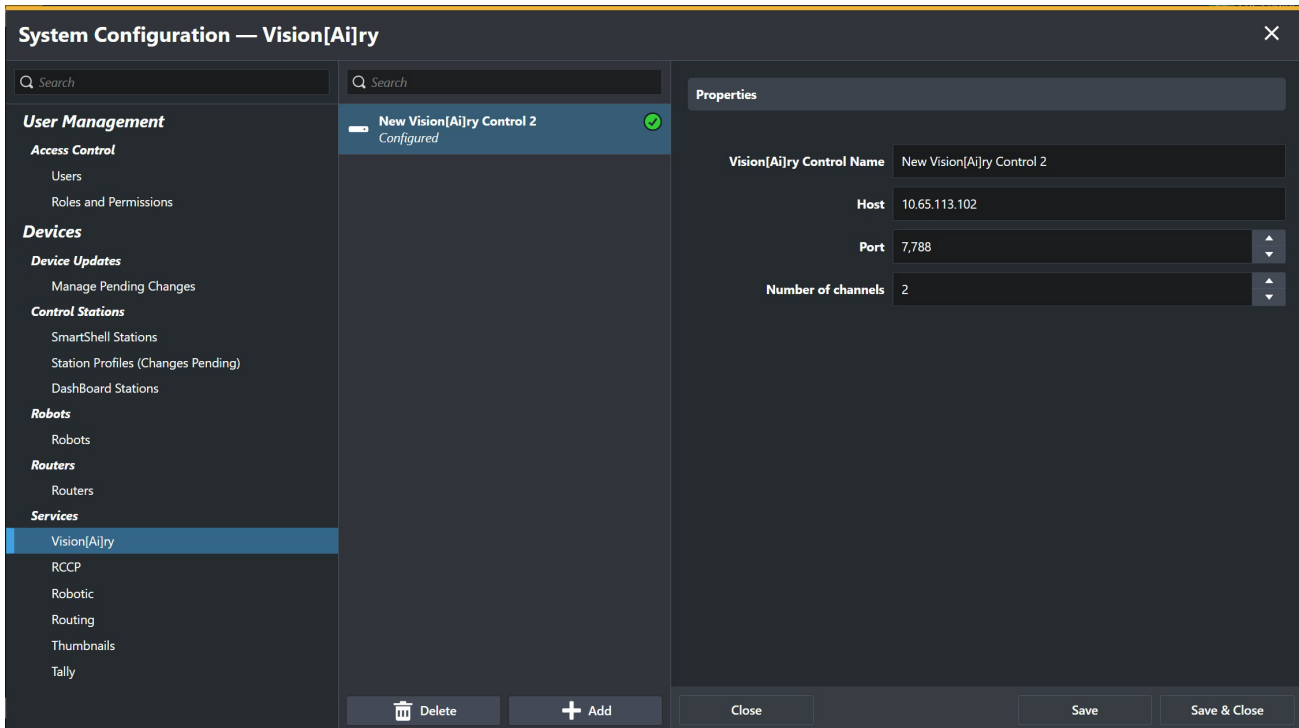 System Configuration — Vision[Ai]ry
Search
User Management
Access Control
Users
Roles and Permissions
Devices
Device Updates
Manage Pending Changes
Control Stations
SmartShell Stations
Station Profiles (Changes Pending)
DashBoard Stations
Robots
Robots
Routers
Routers
Services
Vision[Ai]ry
RCCP
Robotic
Routing
Thumbnails
Tally
Search
New Vision[Ai]ry Control 2
Configured
Delete
Add
Properties
Vision[Ai]ry Control Name New Vision[Ai]ry Control 2
Host 10.65.113.102
Port 7,788
Number of channels 2
Close
Save
Save & Close